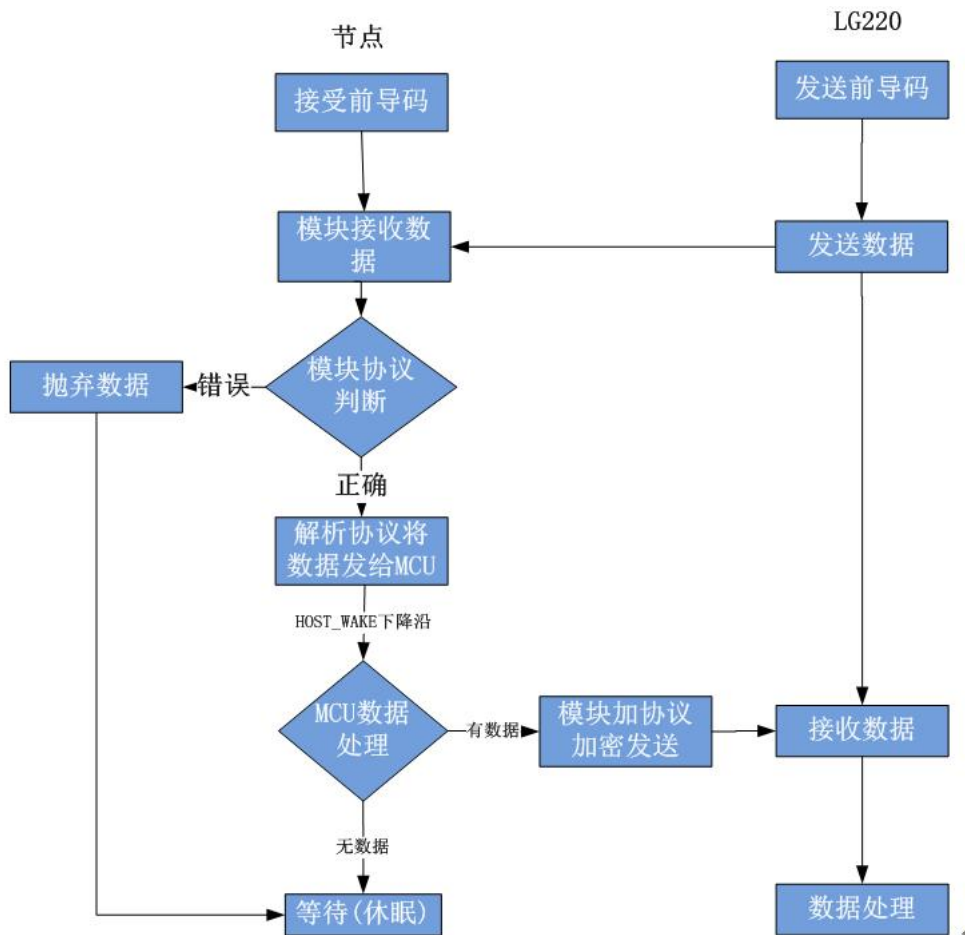 LG220
节点
接受前导码
发送前导码
模块接收数
据
发送数据
模块协议
判断
抛弃数据
错误
正确
解析协议将
数据发给MCU
HOST_WAKE下降沿
MCU数据
处理
有数据
模块加协议
加密发送
接收数据
无数据
等待(休眠)
数据处理